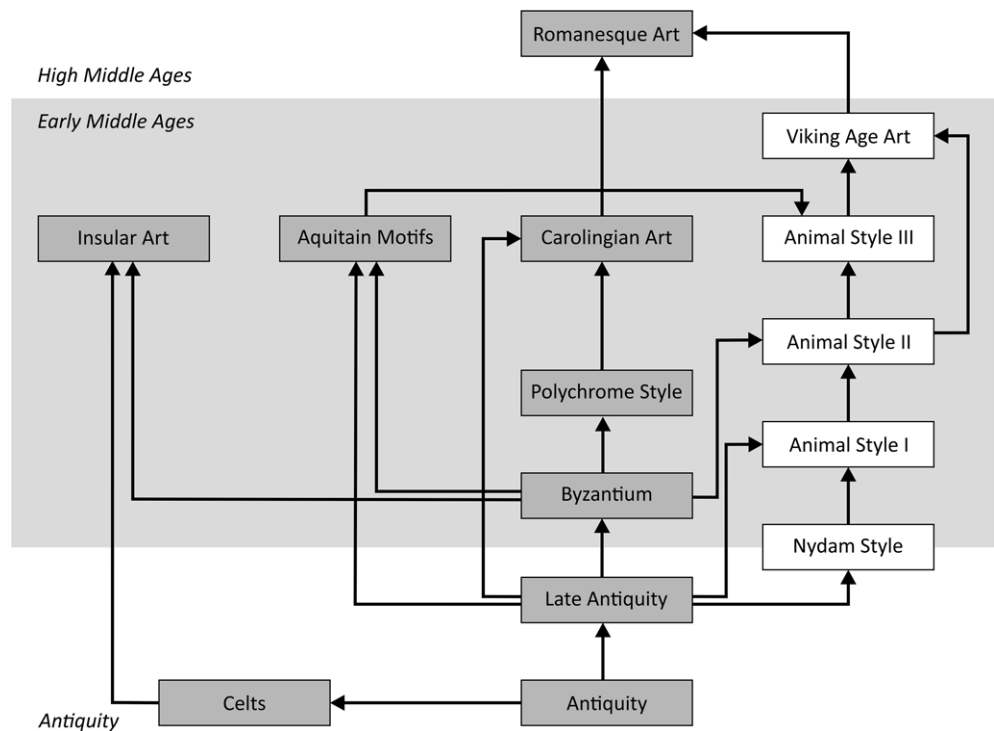 Romanesque Art
High Middle Ages
Early Middle Ages
Viking Age Art
Insular Art
Aquitain Motifs
Carolingian Art
Animal Style III
Animal Style II
Polychrome Style
Animal Style I
Byzantium
Nydam Style
Late Antiquity
Celts
Antiquity
Antiquity